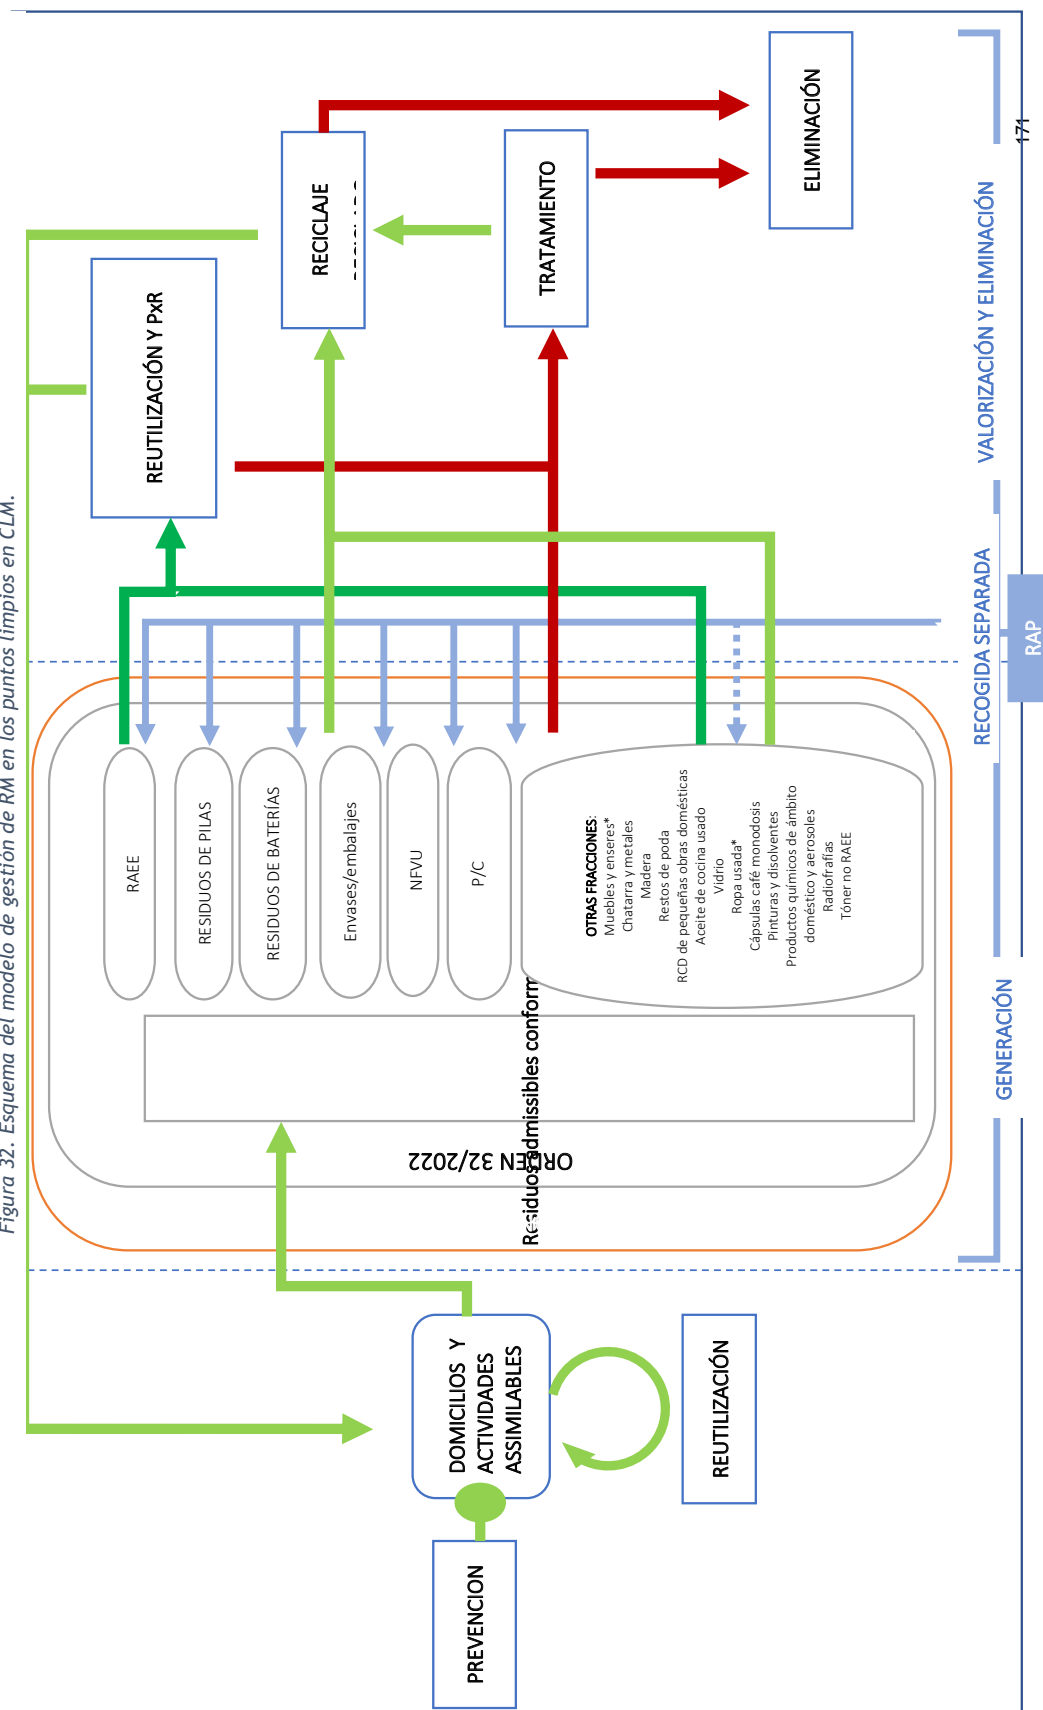 Figura 32. Esquema del modelo de gestión de RM en los puntos limpios en CLM.
PREVENCION
DOMICILIOS Y
ACTIVIDADES
ASSIMILABLES
REUTILIZACIÓN
Residuos admissibles conform
ORDEN 32/2022
RAEE
RESIDUOS DE PILAS
RESIDUOS DE BATERÍAS
Envases/embalajes
NFVU
P/C
OTRAS FRACCIONES:
Muebles y enseres*
Chatarra y metales
Madera
Restos de poda
RCD de pequeñas obras domésticas
Aceite de cocina usado
Vidrio
Ropa usada*
Cápsulas café monodosis
Pinturas y disolventes
Productos químicos de ámbito
doméstico y aerosoles
Radiofrafías
Tóner no RAEE
REUTILIZACIÓN Y PxR
RECICLAJE
TRATAMIENTO
ELIMINACIÓN
GENERACIÓN
RECOGIDA SEPARADA
VALORIZACIÓN Y ELIMINACIÓN
RAP
171